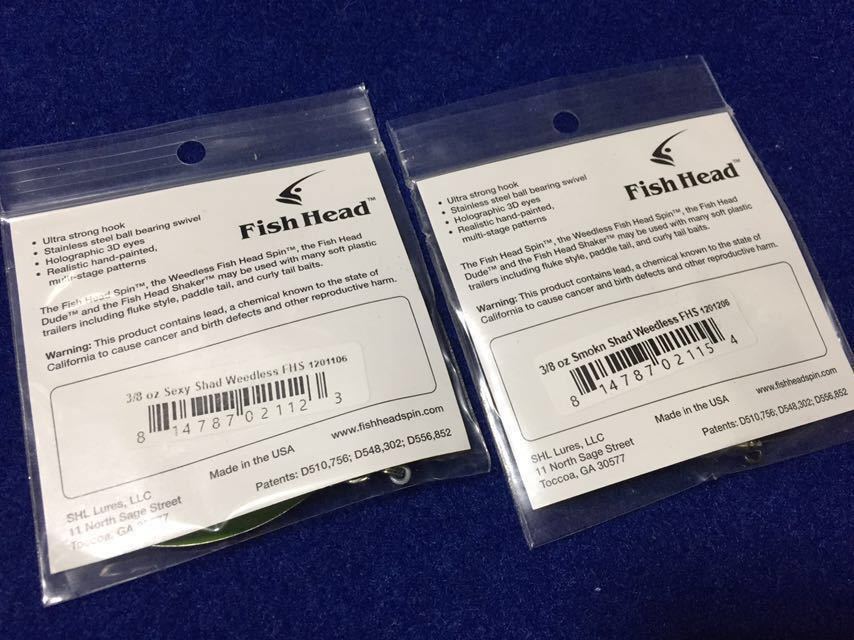 Fish Head™
• Ultra strong hook
• Stainless steel ball bearing swivel
• Holographic 3D eyes
• Realistic hand-painted,
multi-stage patterns
The Fish Head Spin™, the Weedless Fish Head Spin™, the Fish Head
Dude™ and the Fish Head Shaker™ may be used with many soft plastic
trailers including fluke style, paddle tail, and curly tail baits.
Warning: This product contains lead, a chemical known to the state of
California to cause cancer and birth defects and other reproductive harm.
3/8 oz Sexy Shad Weedless FHS 1201106
8 14787 02112 3
www.fishheadspin.com
Made in the USA
Patents: D510,756; D548,302; D556,852
SHL Lures, LLC
11 North Sage Street
Toccoa, GA 30577
Fish Head™
• Ultra strong hook
• Stainless steel ball bearing swivel
• Holographic 3D eyes
• Realistic hand-painted,
multi-stage patterns
The Fish Head Spin™, the Weedless Fish Head Spin™, the Fish Head
Dude™ and the Fish Head Shaker™ may be used with many soft plastic
trailers including fluke style, paddle tail, and curly tail baits.
Warning: This product contains lead, a chemical known to the state of
California to cause cancer and birth defects and other reproductive harm.
3/8 oz Smokn Shad Weedless FHS 1201206
8 14787 02115 4
www.fishheadspin.com
Made in the USA
Patents: D510,756; D548,302; D556,852
SHL Lures, LLC
11 North Sage Street
Toccoa, GA 30577